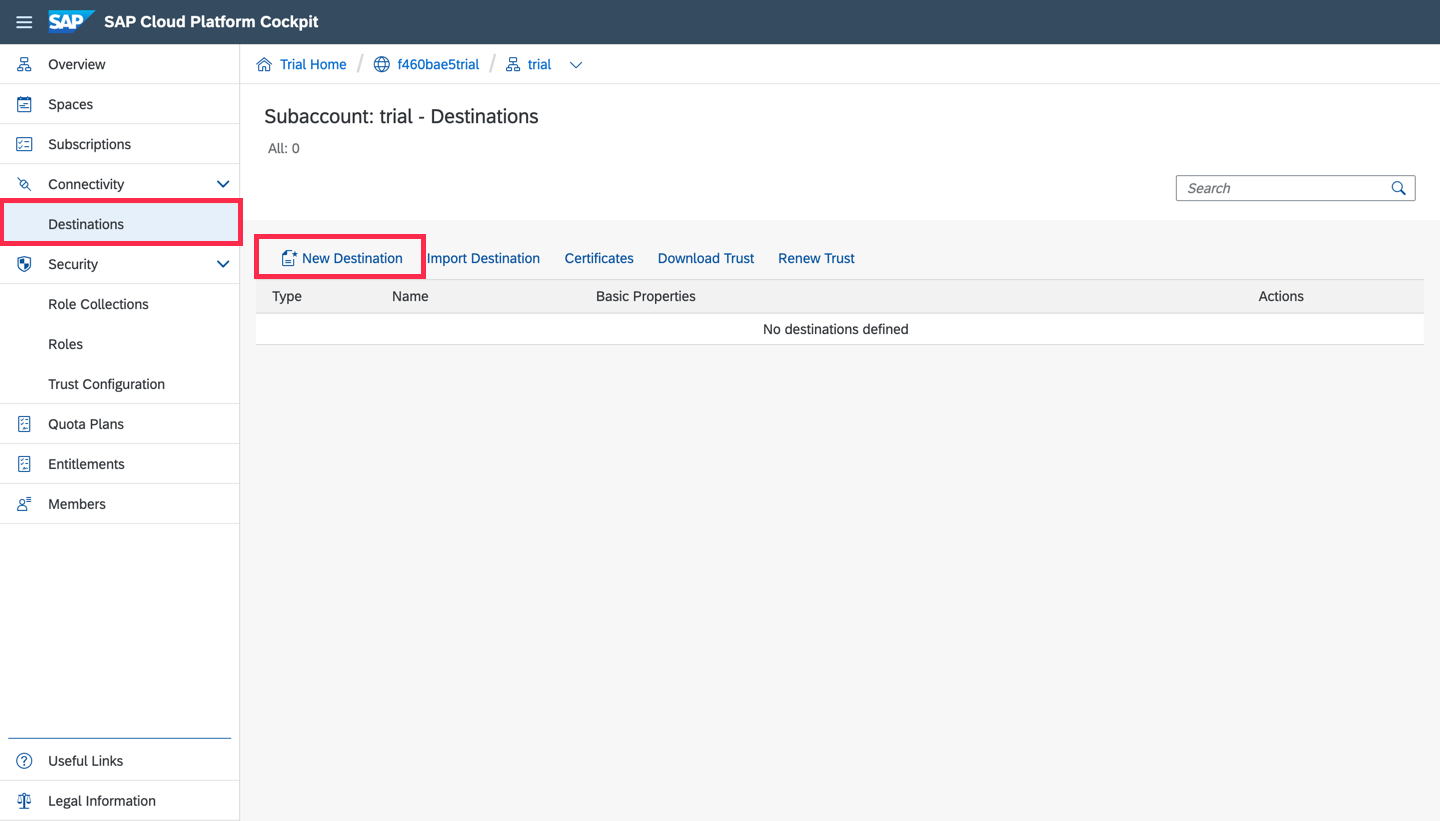 SAP SAP Cloud Platform Cockpit
Overview
Spaces
Subscriptions
Connectivity
Destinations
Security
Role Collections
Roles
Trust Configuration
Quota Plans
Entitlements
Members
Useful Links
Legal Information
Trial Home / f460bae5trial / trial
Subaccount: trial - Destinations
All: 0
Search
New Destination Import Destination Certificates Download Trust Renew Trust
Type Name Basic Properties Actions
No destinations defined